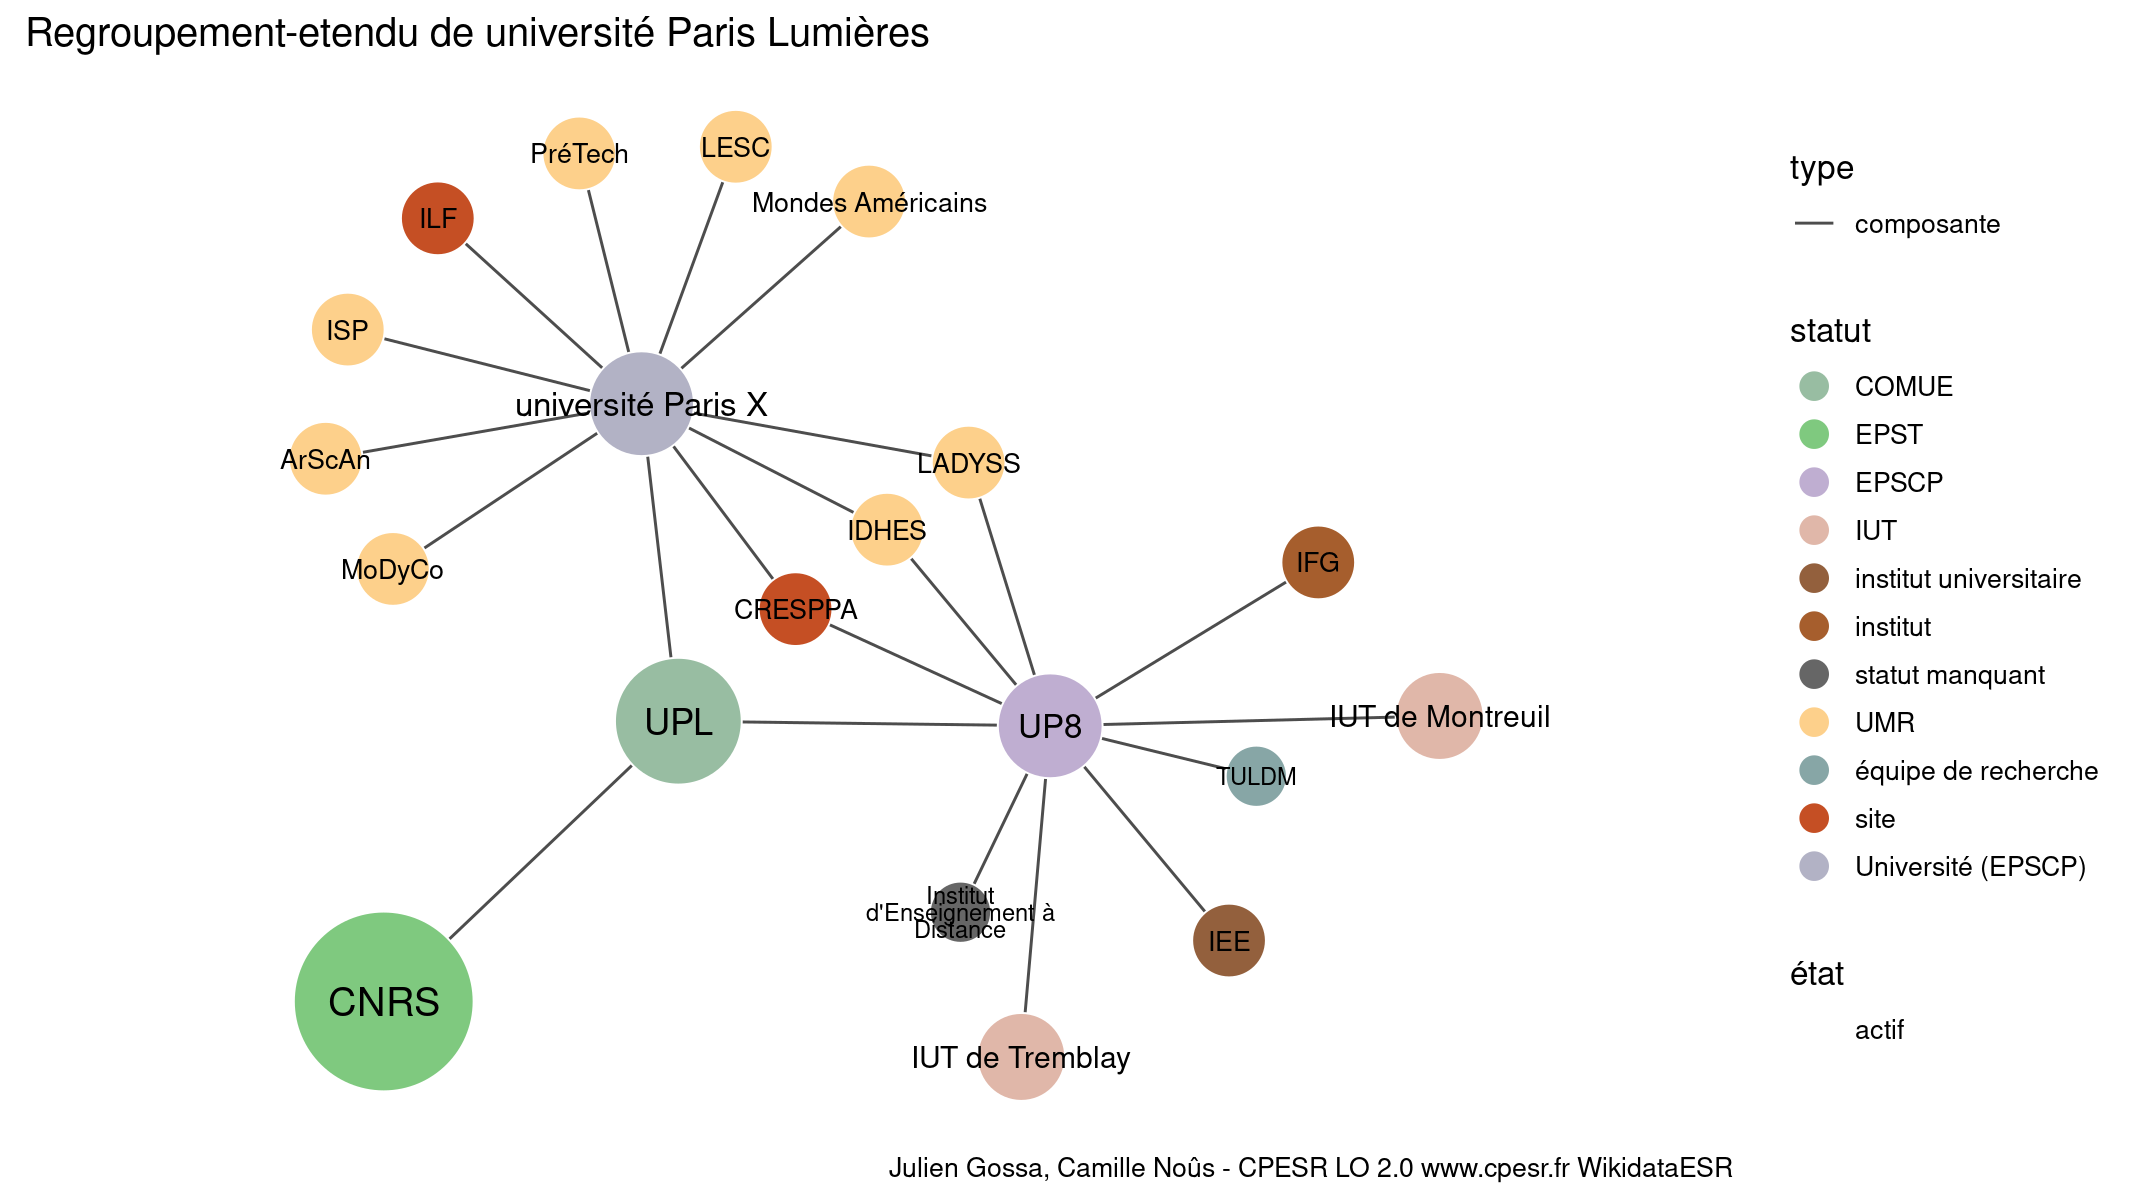 Regroupement-etendu de université Paris Lumières
PréTech
LESC
Mondes Américains
ILF
ISP
université Paris X
ArScAn
LADYSS
IDHES
MoDyCo
CRESPPA
IFG
UPL
UP8
IUT de Montreuil
TULDM
Institut
d'Enseignement à
Distance
IEE
CNRS
IUT de Tremblay
type
composante
statut
COMUE
EPST
EPSCP
IUT
institut universitaire
institut
statut manquant
UMR
équipe de recherche
site
Université (EPSCP)
état
actif
Julien Gossa, Camille Noûs - CPESR LO 2.0 www.cpesr.fr WikidataESR